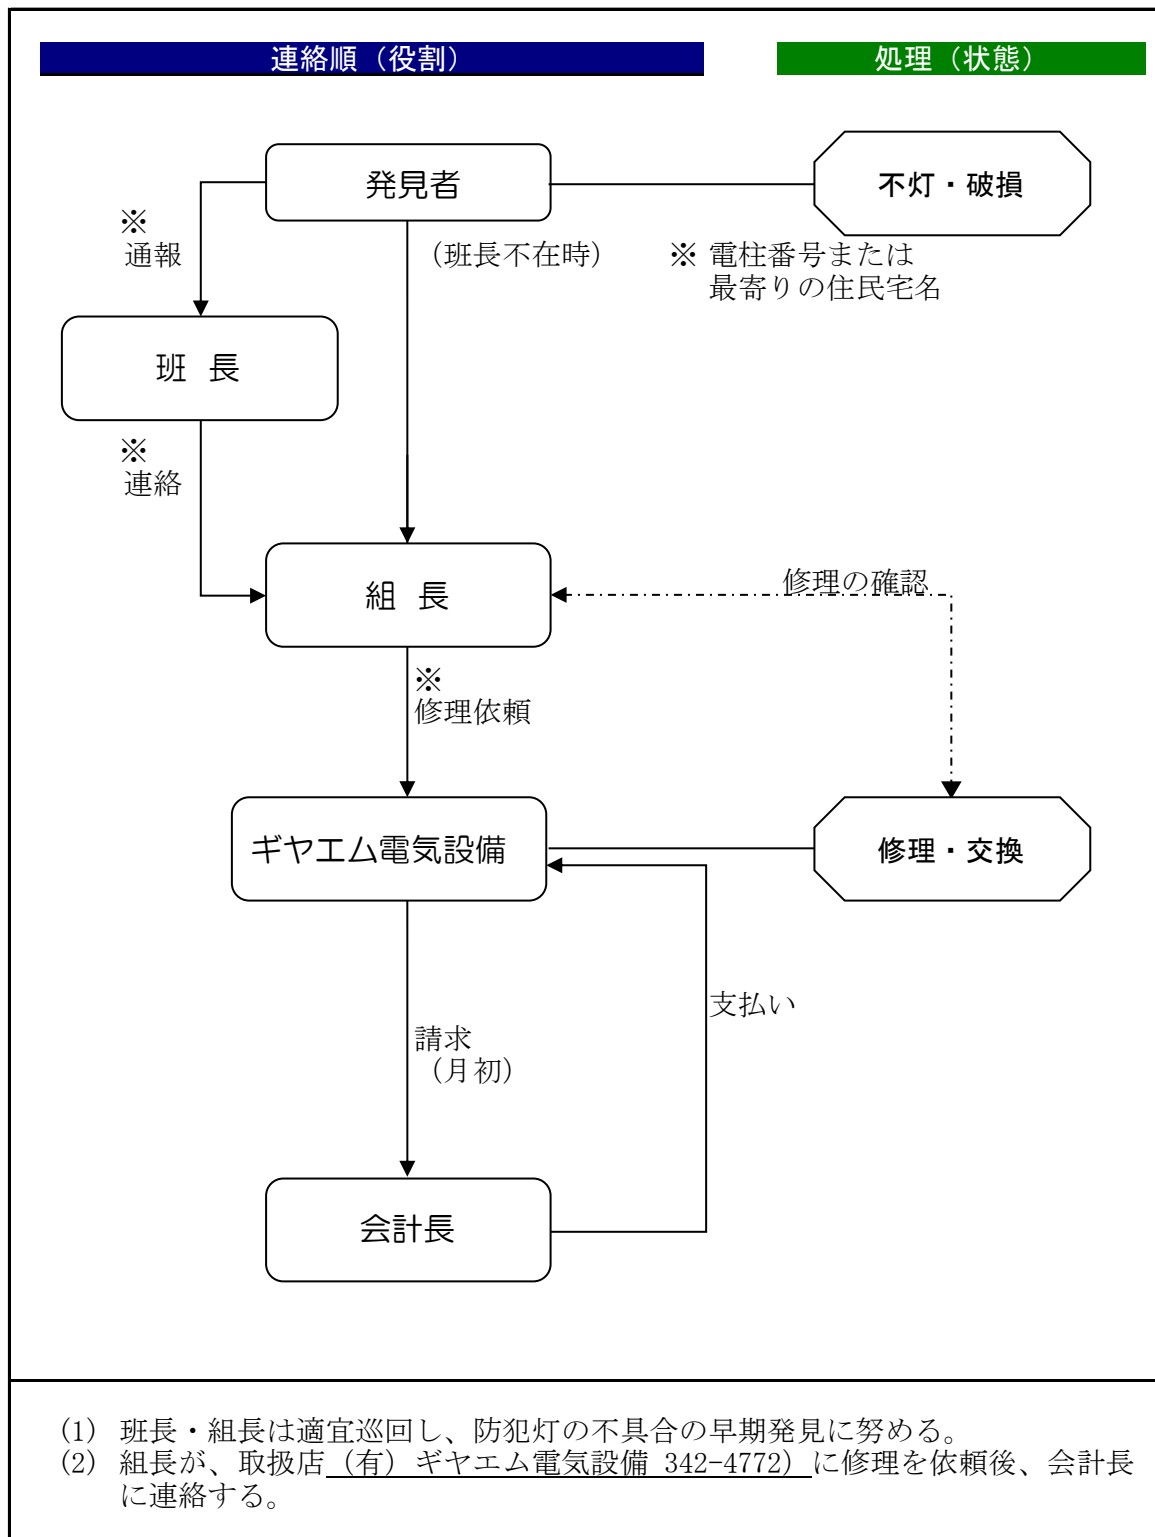 連絡順（役割）
処理（状態）
発見者
不灯・破損
※
通報
（班長不在時）
※ 電柱番号または
最寄りの住民宅名
班 長
※
連絡
組 長
修理の確認
※
修理依頼
ギヤエム電気設備
修理・交換
支払い
請求
（月初）
会計長
(1) 班長・組長は適宜巡回し、防犯灯の不具合の早期発見に努める。
(2) 組長が、取扱店（有）ギヤエム電気設備 342-4772）に修理を依頼後、会計長
に連絡する。